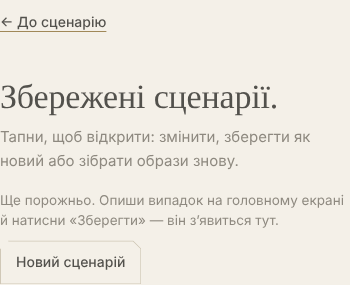 ← До сценарію
Збережені сценарії.
Тапни, щоб відкрити: змінити, зберегти як
новий або зібрати образи знову.
Ще порожньо. Опиши випадок на головному екрані
й натисни «Зберегти» — він з’явиться тут.
Новий сценарій